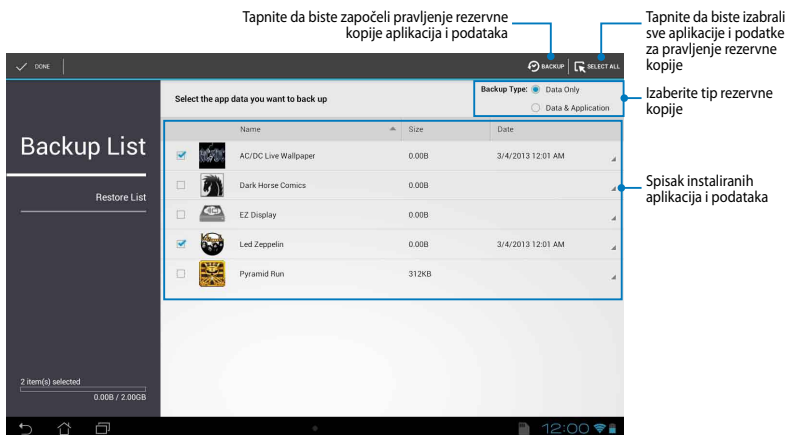 Tapnite da biste započeli pravljenje rezervne
kopije aplikacija i podataka
Tapnite da biste izabrali
sve aplikacije i podatke
za pravljenje rezervne
kopije
DONE
BACKUP
SELECT ALL
Select the app data you want to back up
Backup Type: Data Only
Data & Application
Izaberite tip rezervne
kopije
Backup List
Restore List
Name Size Date
AC/DC Live Wallpaper 0.00B 3/4/2013 12:01 AM
Dark Horse Comics 0.00B
EZ Display 0.00B
Led Zeppelin 0.00B 3/4/2013 12:01 AM
Pyramid Run 312KB
Spisak instaliranih
aplikacija i podataka
2 item(s) selected
0.00B / 2.00GB
12:00